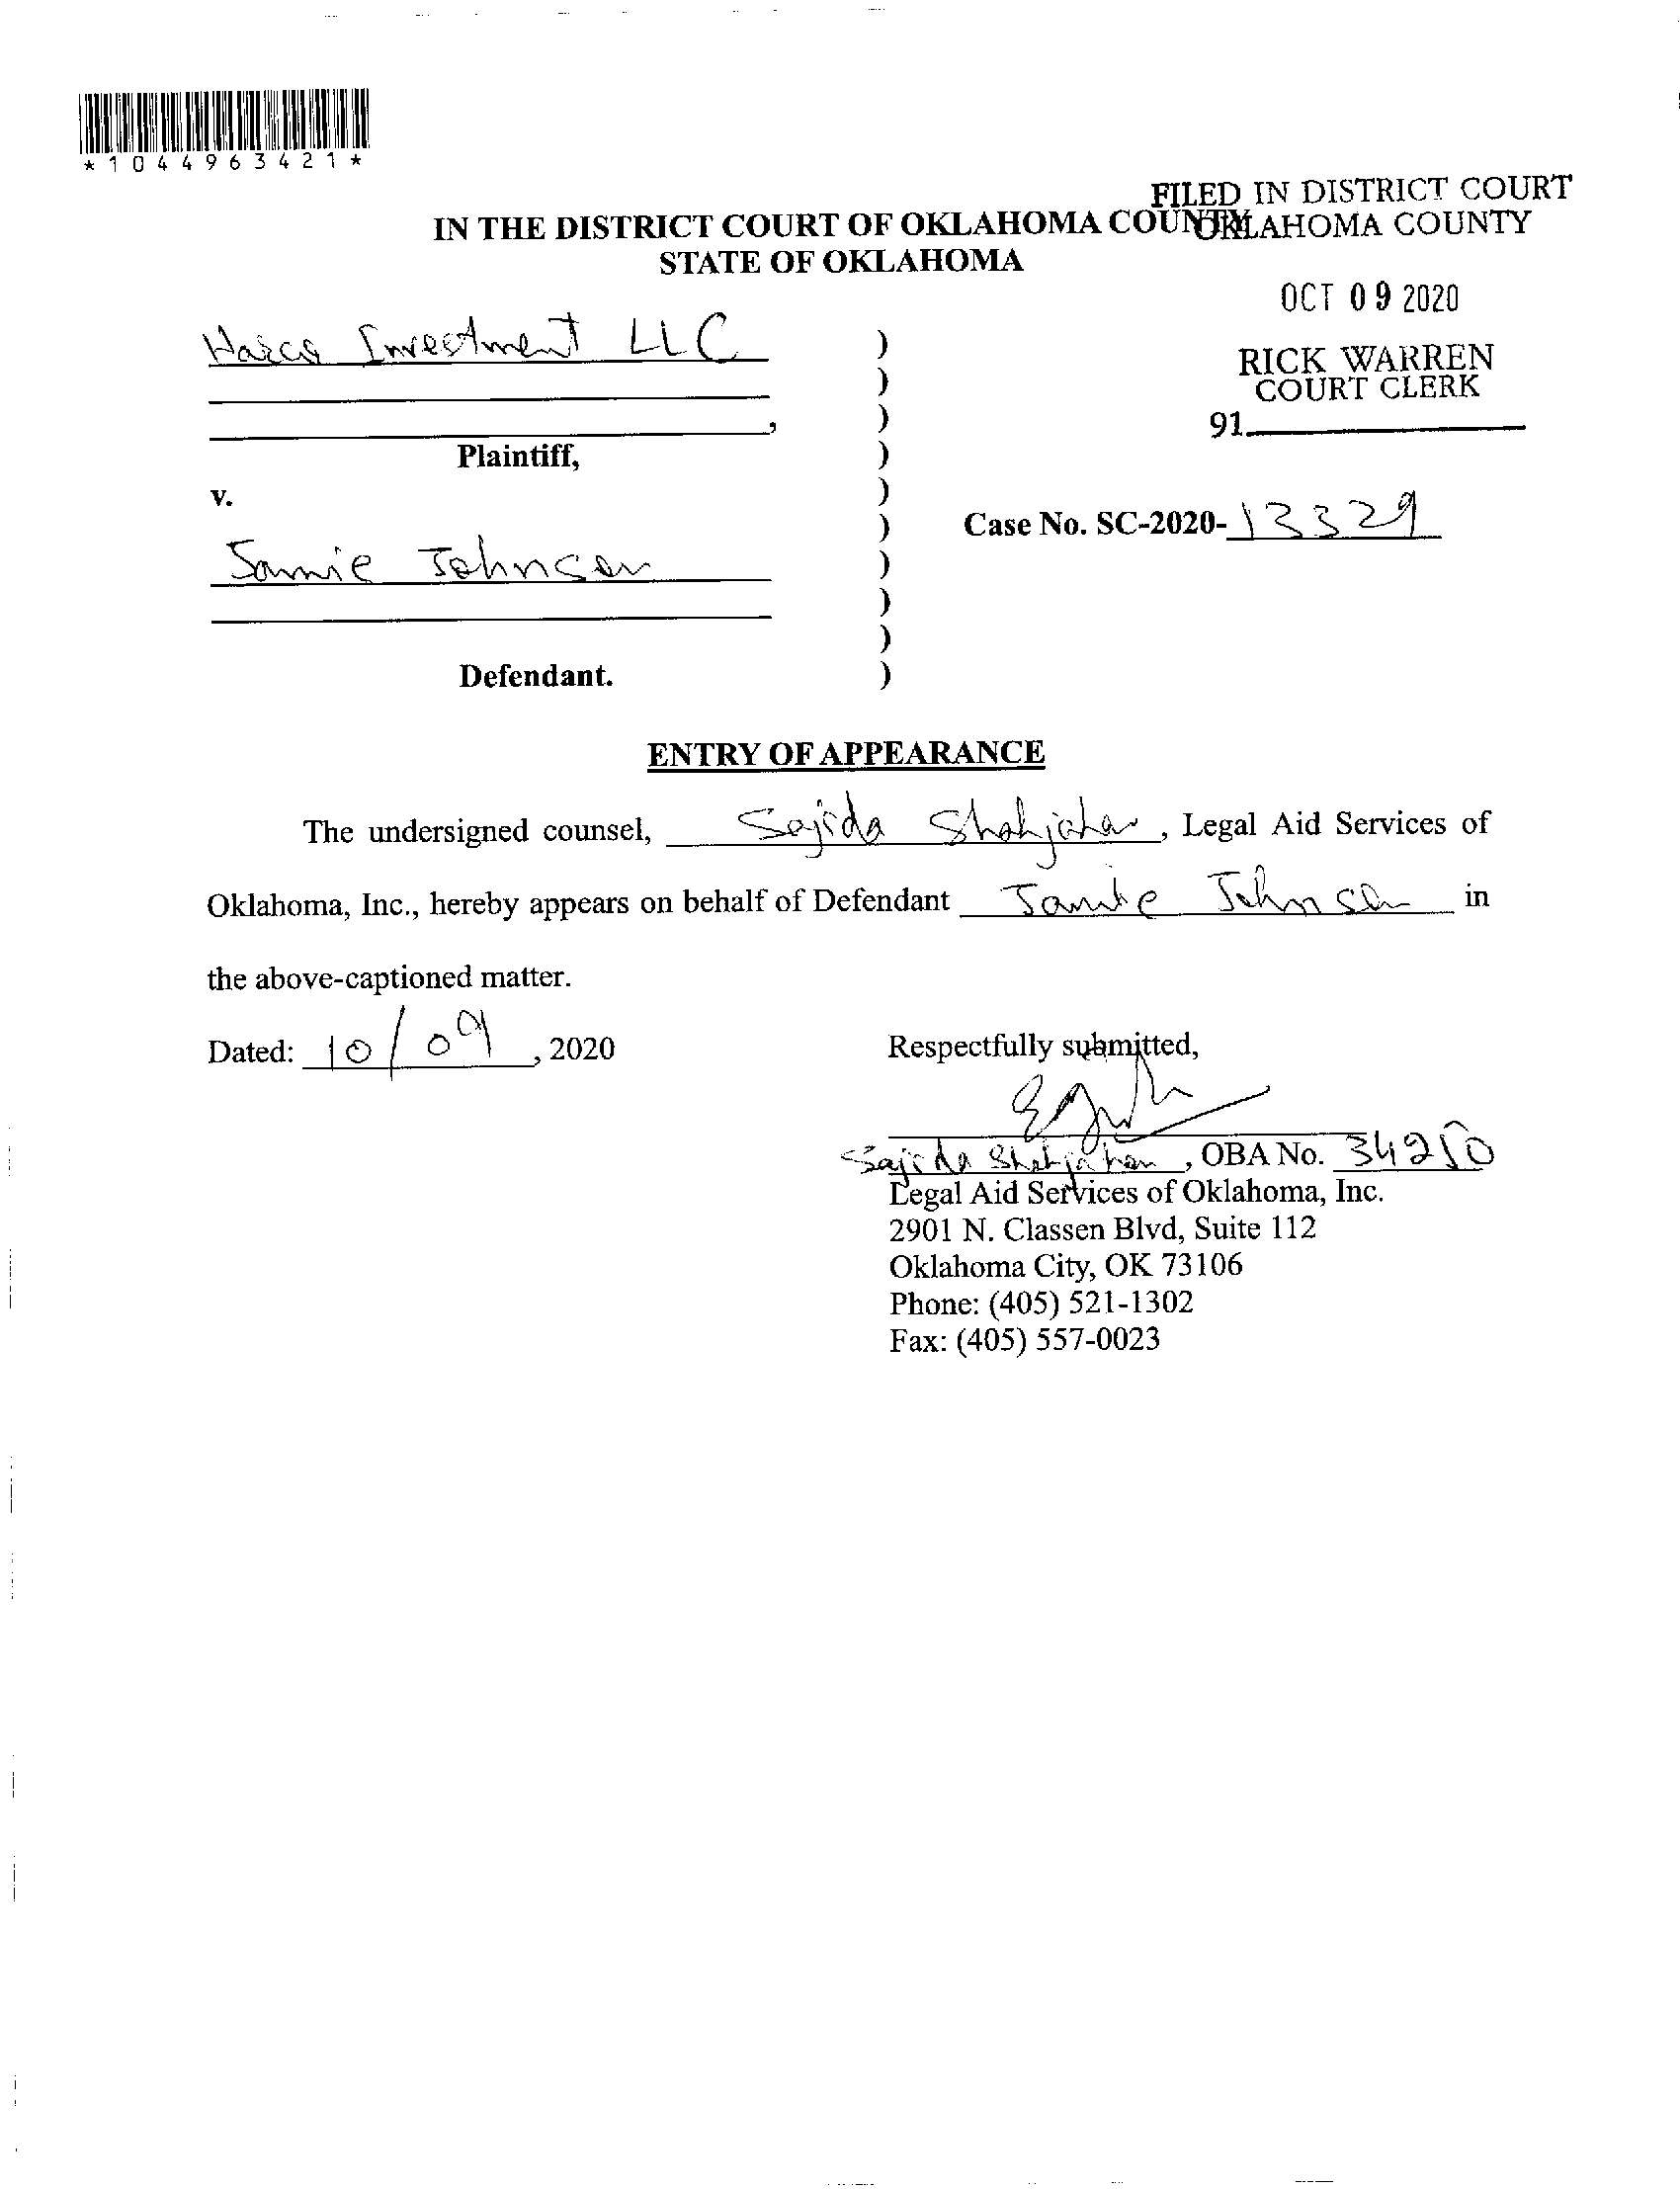 *1044963421*
FILED IN DISTRICT COURT
OKLAHOMA COUNTY
IN THE DISTRICT COURT OF OKLAHOMA COUNTY
STATE OF OKLAHOMA
OCT 09 2020
RICK WARREN
COURT CLERK
91
Investment LLC )
)
, )
Plaintiff, )
v. )
) Case No. SC-2020- 13329
Jamie Johnson )
)
)
Defendant. )
ENTRY OF APPEARANCE
The undersigned counsel, Sajida Shahjahan, Legal Aid Services of
Oklahoma, Inc., hereby appears on behalf of Defendant Jamie Johnson in
the above-captioned matter.
Dated: 10/09, 2020
Respectfully submitted,
Sajida Shahjahan, OBA No. 34250
Legal Aid Services of Oklahoma, Inc.
2901 N. Classen Blvd, Suite 112
Oklahoma City, OK 73106
Phone: (405) 521-1302
Fax: (405) 557-0023